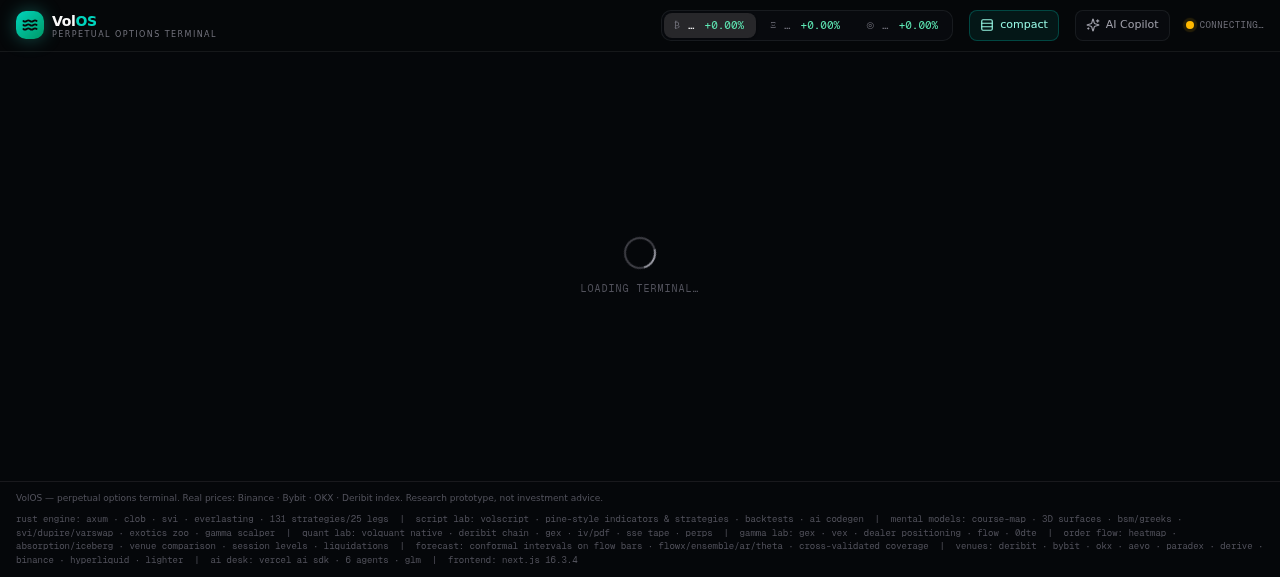 VolOS
PERPETUAL OPTIONS TERMINAL
₿ … +0.00% Ξ … +0.00% ◎ … +0.00%
compact
AI Copilot
CONNECTING…
LOADING TERMINAL…
VolOS — perpetual options terminal. Real prices: Binance · Bybit · OKX · Deribit index. Research prototype, not investment advice.
rust engine: axum · clob · svi · everlasting · 131 strategies/25 legs | script lab: volscript · pine-style indicators & strategies · backtests · ai codegen | mental models: course-map · 3D surfaces · bsm/greeks ·
svi/dupire/varswap · exotics zoo · gamma scalper | quant lab: volquant native · deribit chain · gex · iv/pdf · sse tape · perps | gamma lab: gex · vex · dealer positioning · flow · 0dte | order flow: heatmap ·
absorption/iceberg · venue comparison · session levels · liquidations | forecast: conformal intervals on flow bars · flowx/ensemble/ar/theta · cross-validated coverage | venues: deribit · bybit · okx · aevo · paradex · derive ·
binance · hyperliquid · lighter | ai desk: vercel ai sdk · 6 agents · glm | frontend: next.js 16.3.4